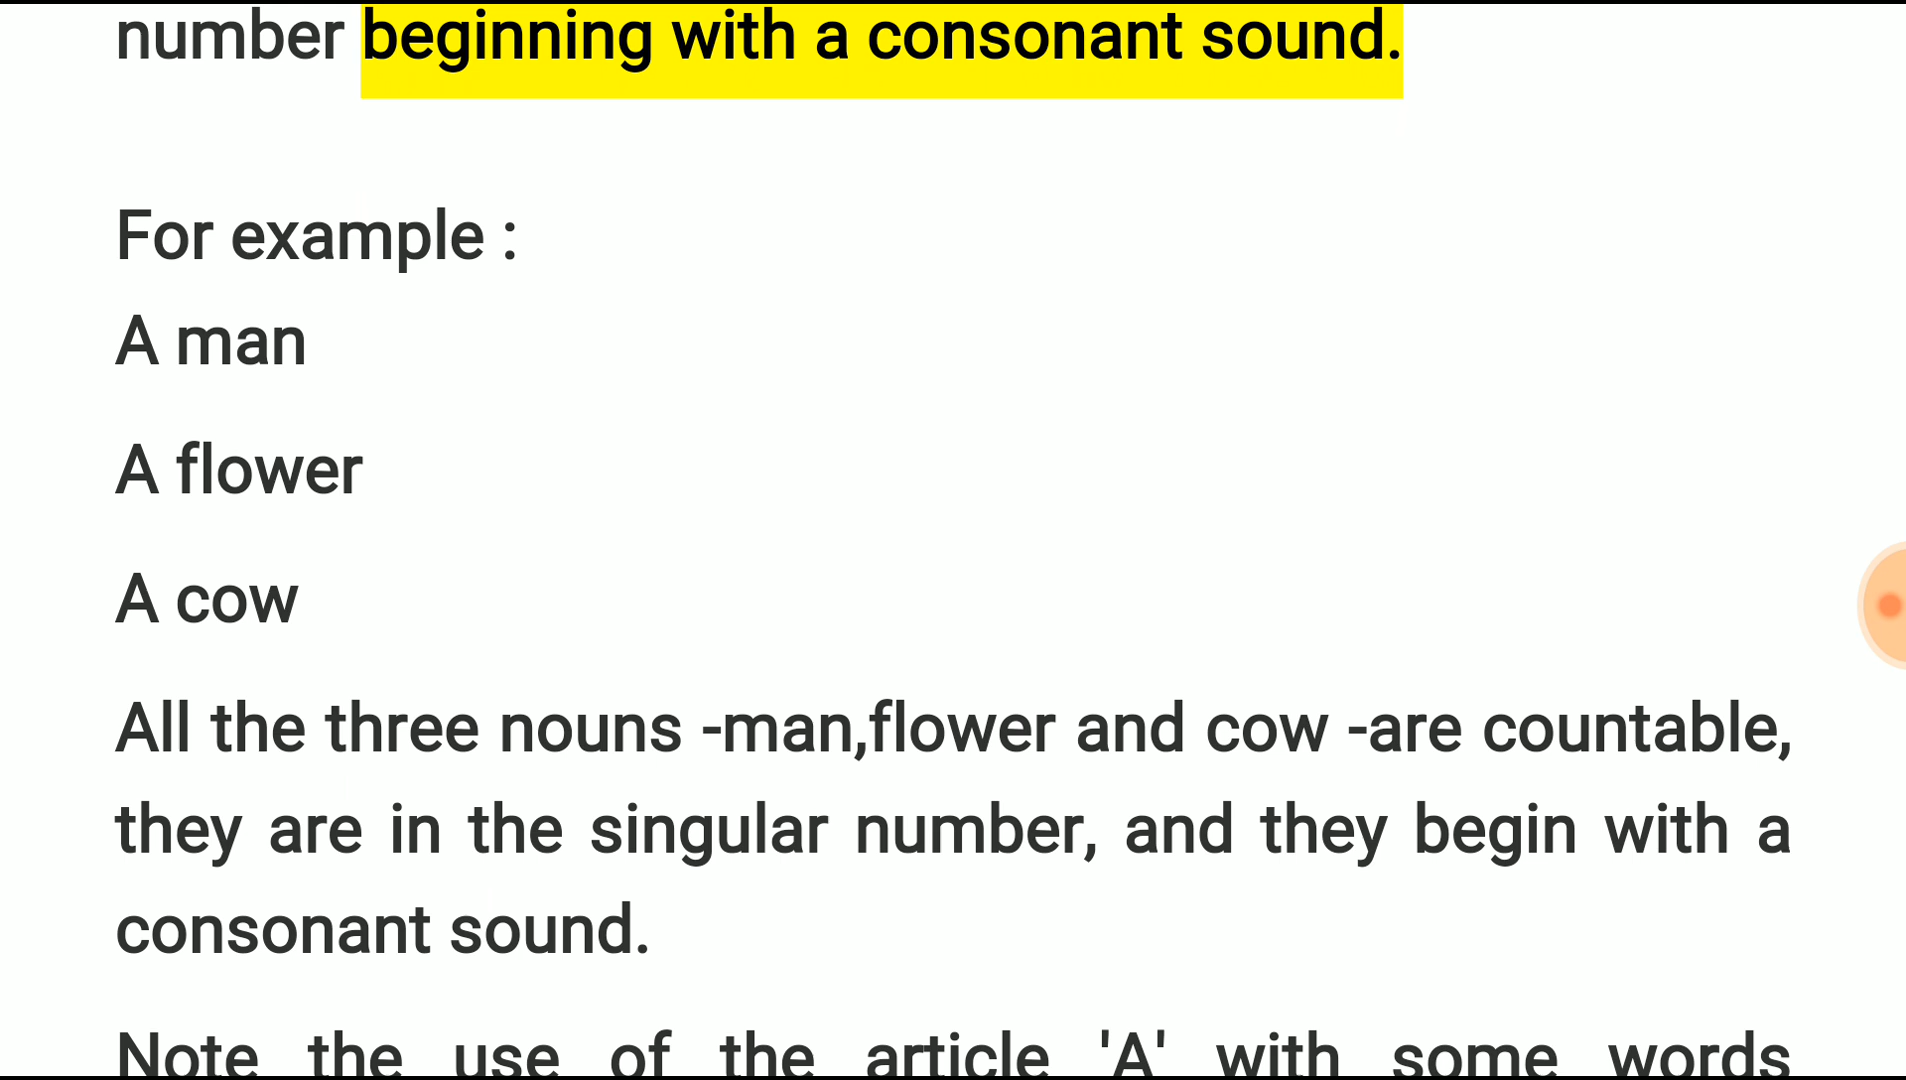 number beginning with a consonant sound.
For example :
A man
A flower
A cow
All the three nouns -man,flower and cow -are countable,
they are in the singular number, and they begin with a
consonant sound.
Note the use of the article 'A' with some words